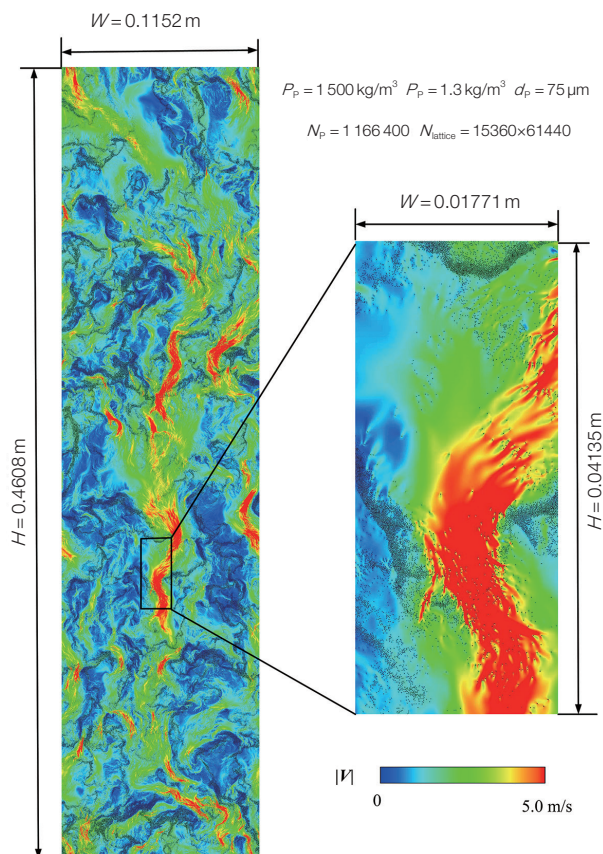 W = 0.1152 m
P_P = 1 500 kg/m³ P_P = 1.3 kg/m³ d_P = 75 μm
N_P = 1 166 400 N_lattice = 15360×61440
W = 0.01771 m
H = 0.4608 m
H = 0.04135 m
|V|
0
5.0 m/s